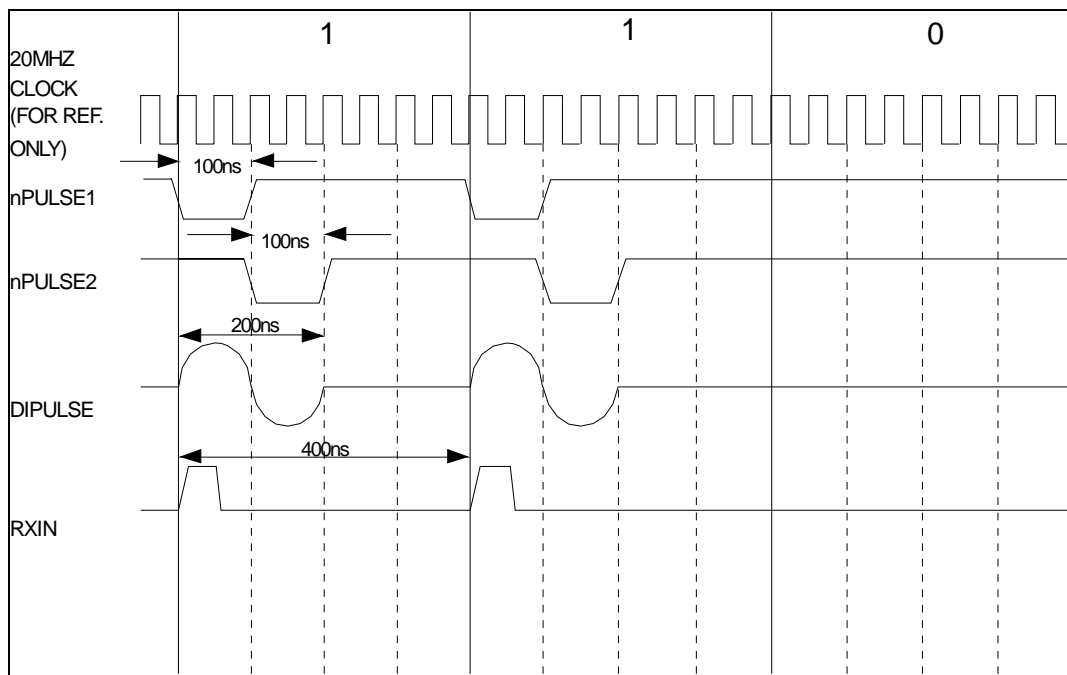 1 1 0
20MHZ
CLOCK
(FOR REF.
ONLY)
100ns
nPULSE1
100ns
nPULSE2
200ns
DIPULSE
400ns
RXIN